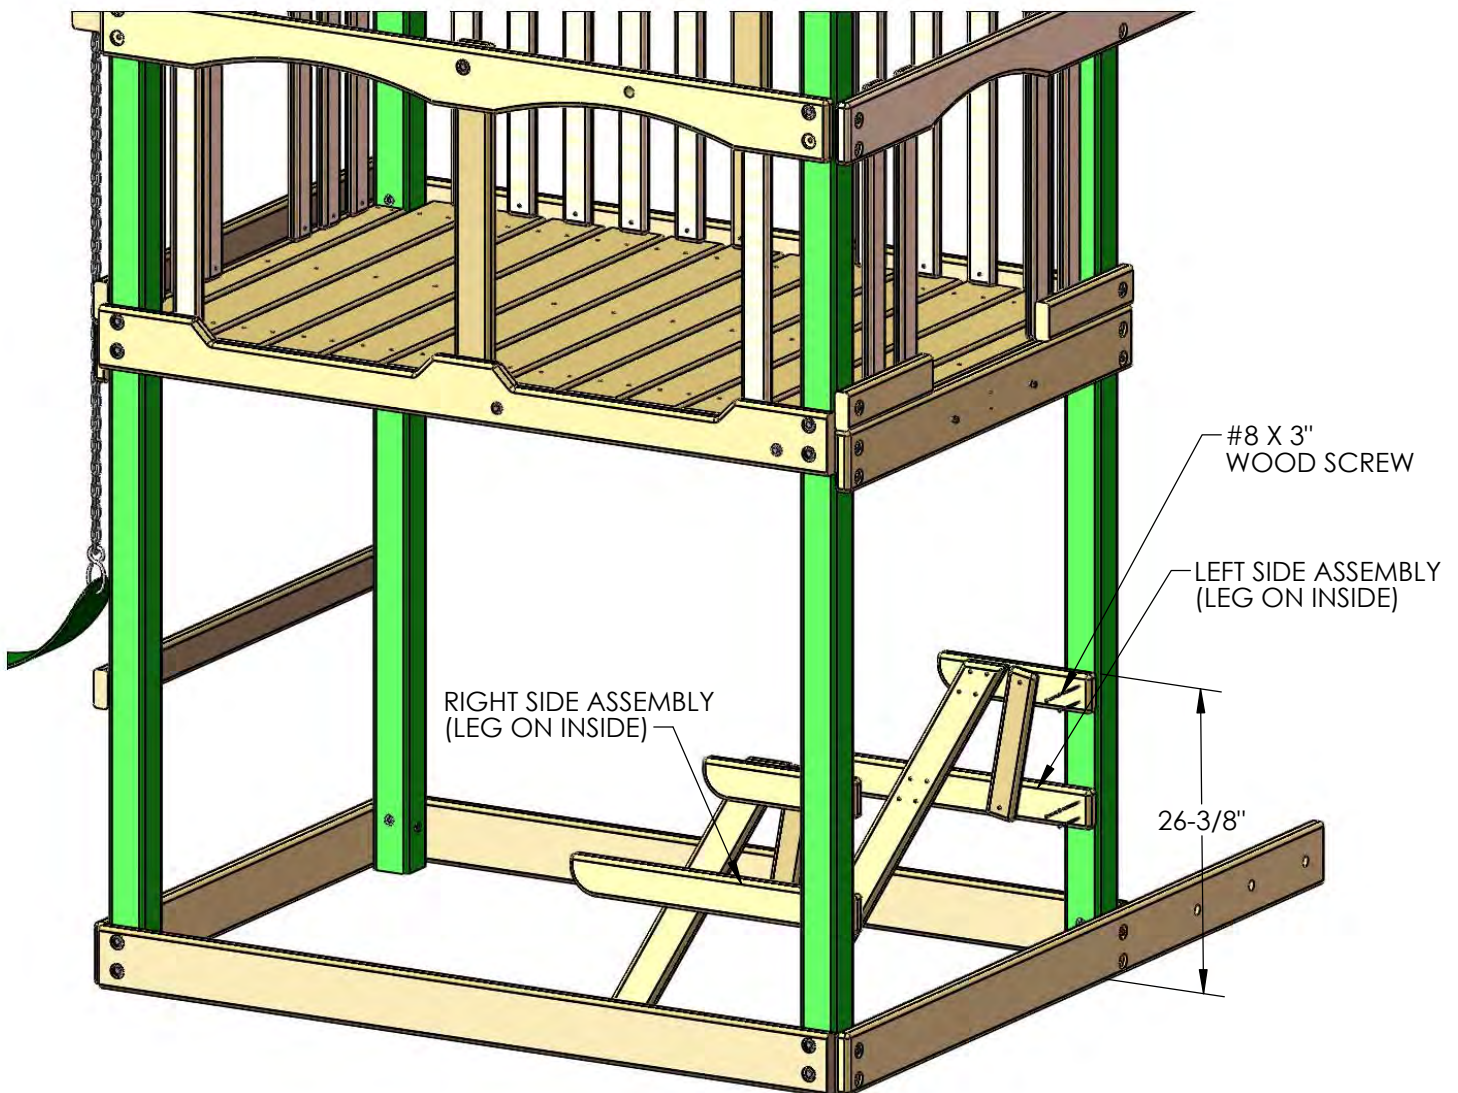 #8 X 3"
WOOD SCREW
LEFT SIDE ASSEMBLY
(LEG ON INSIDE)
RIGHT SIDE ASSEMBLY
(LEG ON INSIDE)
26-3/8"